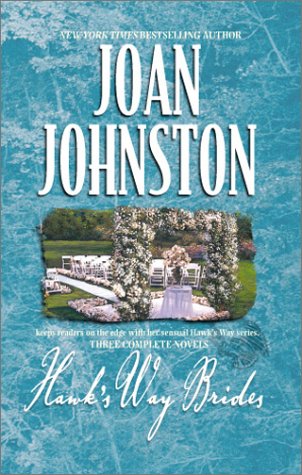 NEW YORK TIMES BESTSELLING AUTHOR
JOAN
JOHNSTON
keeps readers on the edge with her sensual Hawk's Way series.
THREE COMPLETE NOVELS
Hawk's Way Brides